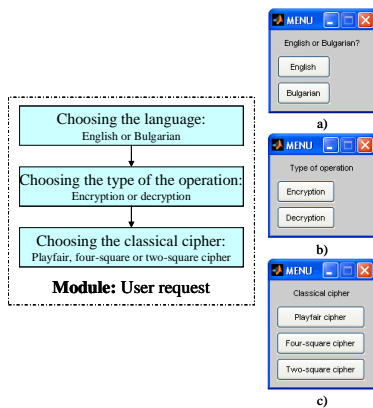 Choosing the language:
English or Bulgarian
Choosing the type of the operation:
Encryption or decryption
Choosing the classical cipher:
Playfair, four-square or two-square cipher
Module: User request
MENU
English or Bulgarian?
English
Bulgarian
a)
MENU
Type of operation
Encryption
Decryption
b)
MENU
Classical cipher
Playfair cipher
Four-square cipher
Two-square cipher
c)